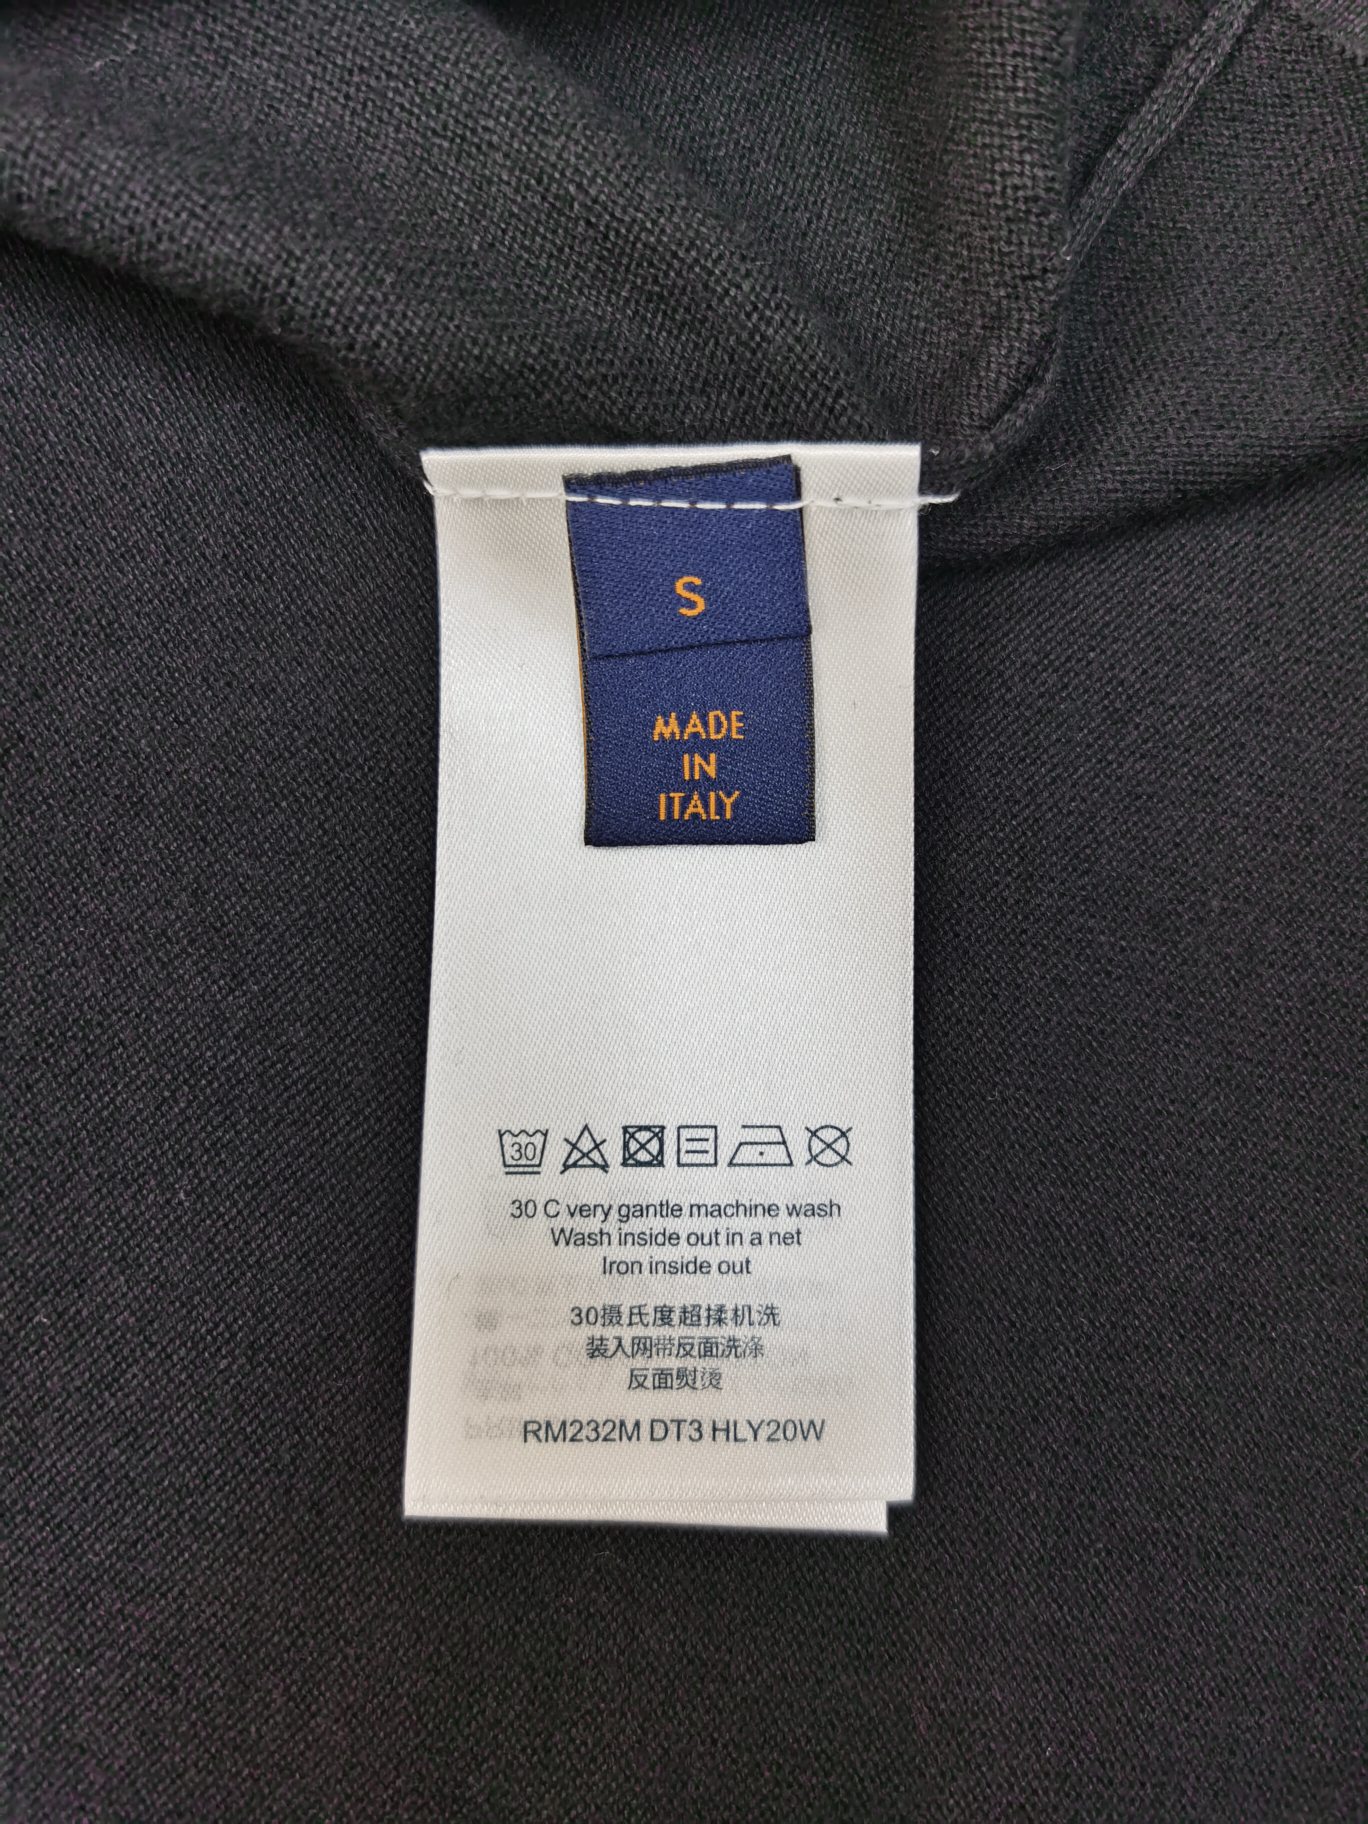 S
MADE
IN
ITALY
30
30 C very gantle machine wash
Wash inside out in a net
Iron inside out
30摄氏度超揉机洗
装入网带反面洗涤
反面熨烫
RM232M DT3 HLY20W